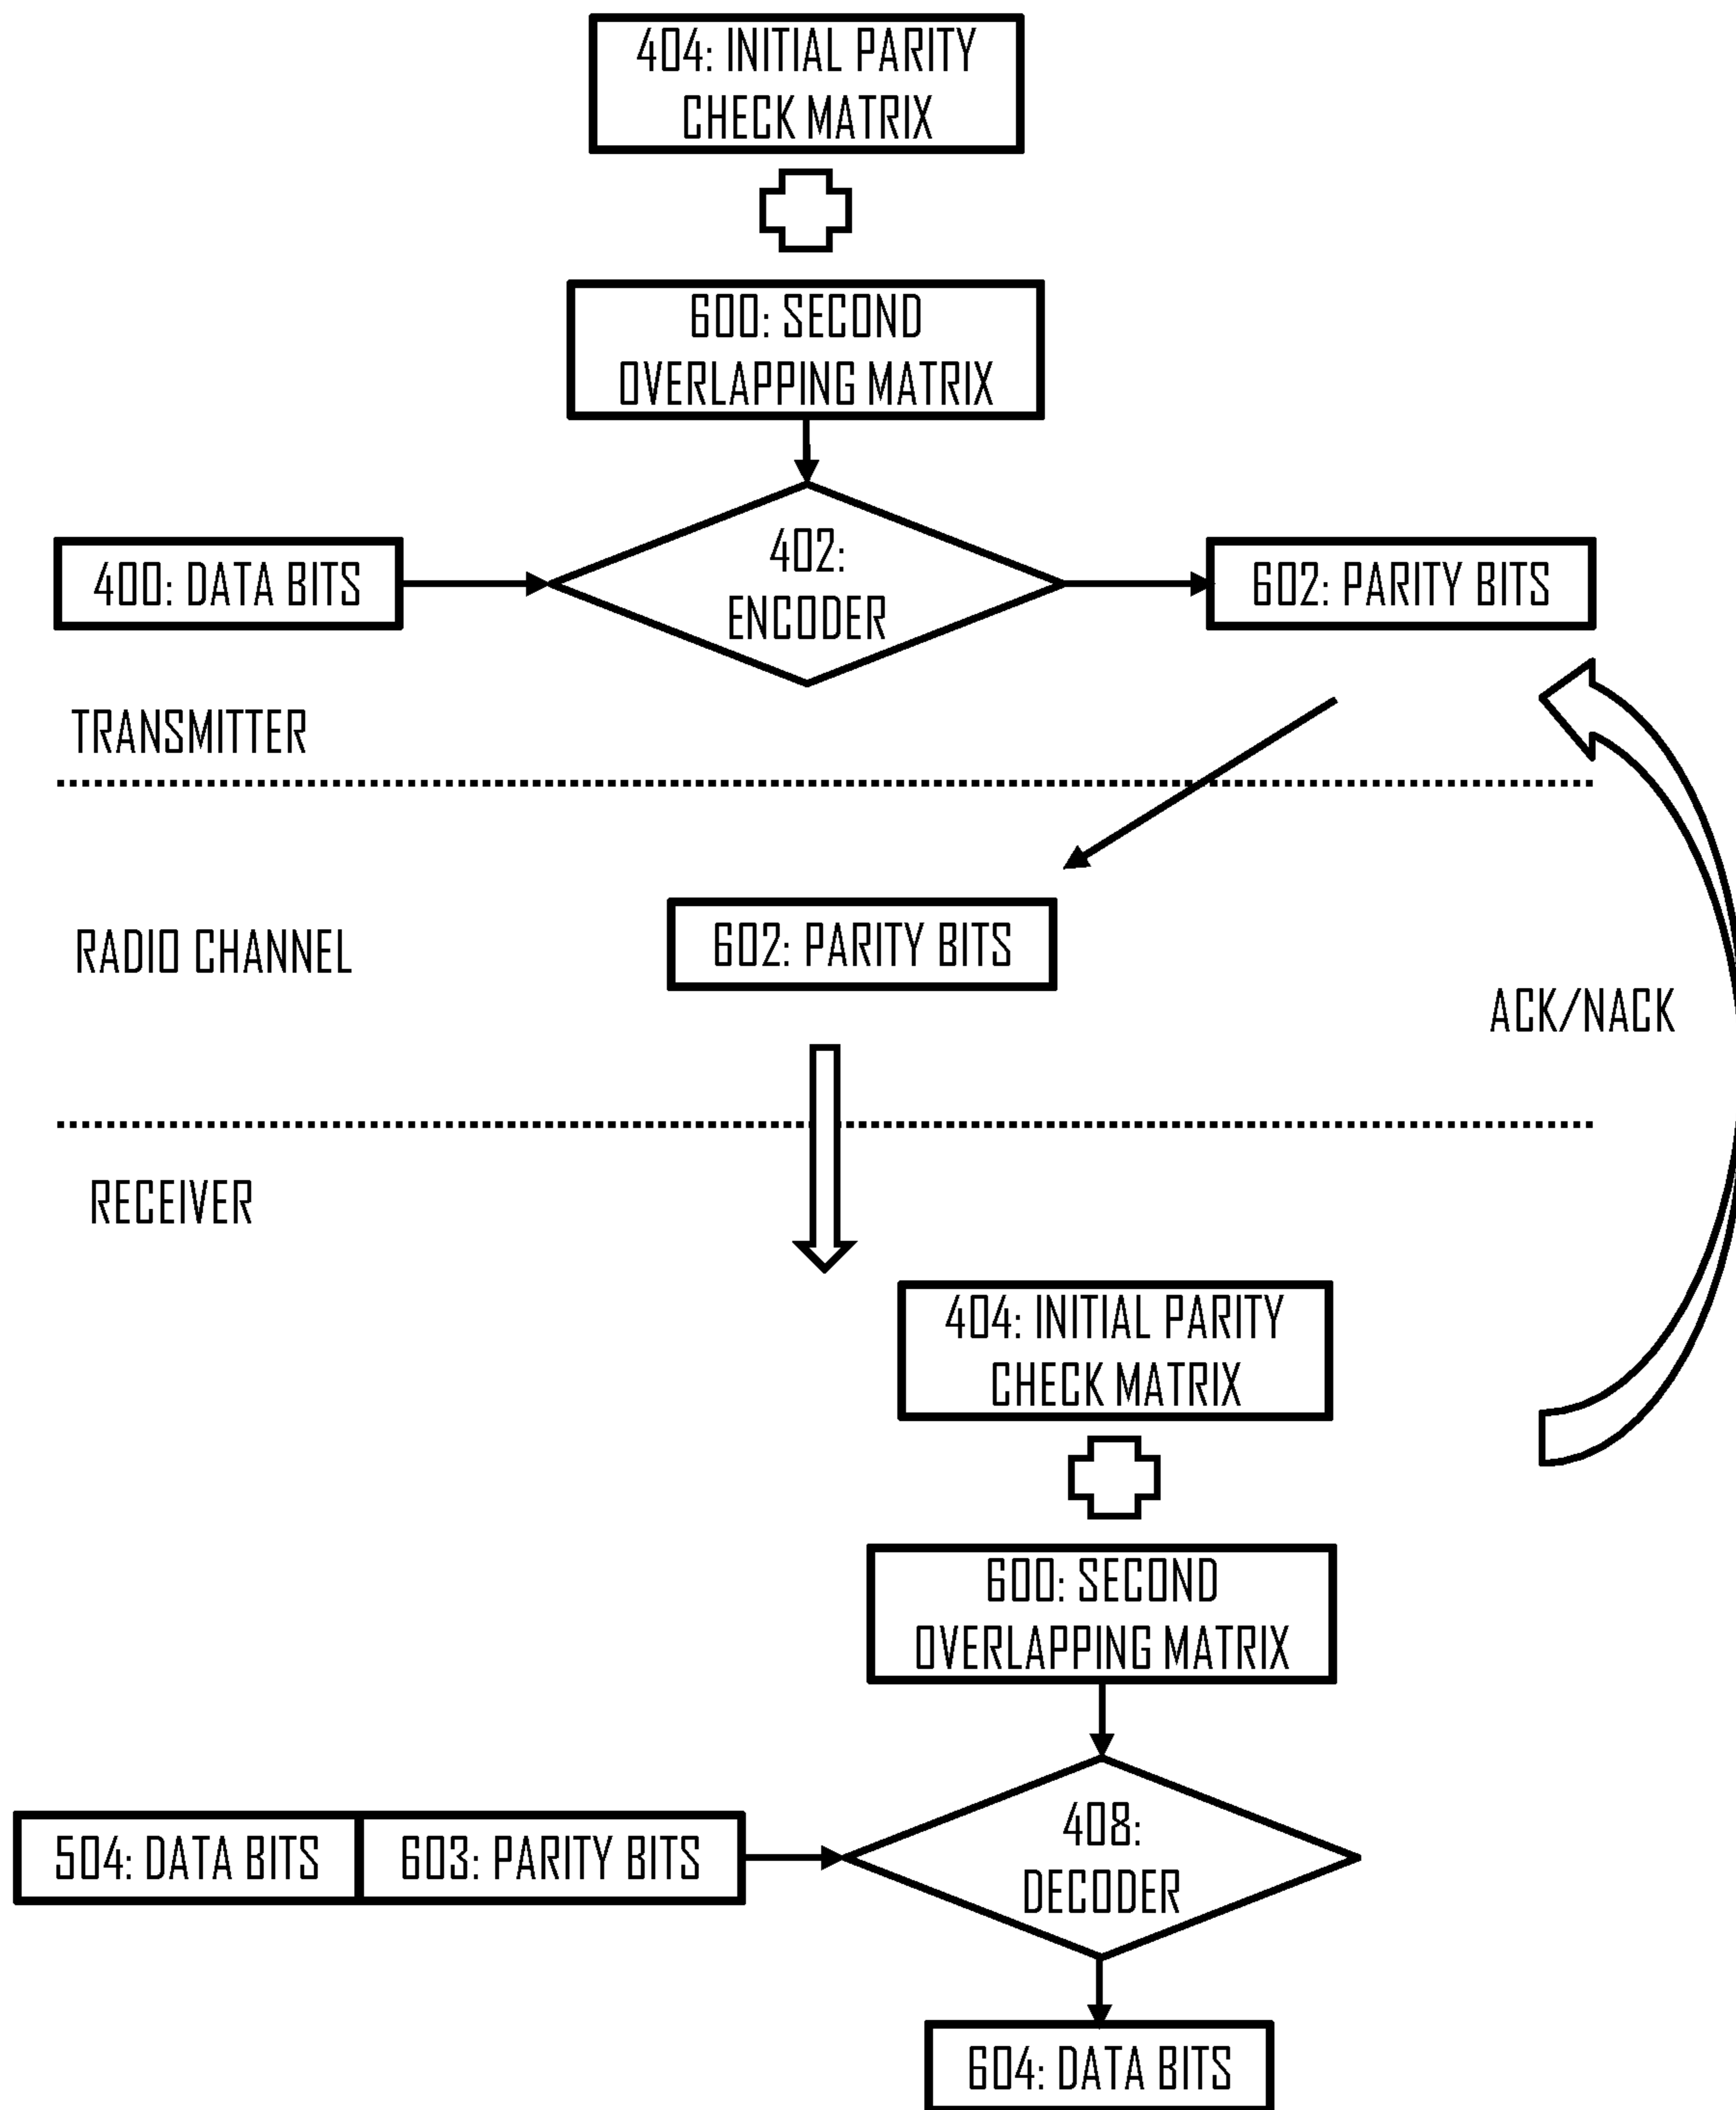 404: INITIAL PARITY
CHECK MATRIX
600: SECOND
OVERLAPPING MATRIX
400: DATA BITS
402:
ENCODER
602: PARITY BITS
TRANSMITTER
RADIO CHANNEL
602: PARITY BITS
ACK/NACK
RECEIVER
404: INITIAL PARITY
CHECK MATRIX
600: SECOND
OVERLAPPING MATRIX
504: DATA BITS
603: PARITY BITS
408:
DECODER
604: DATA BITS